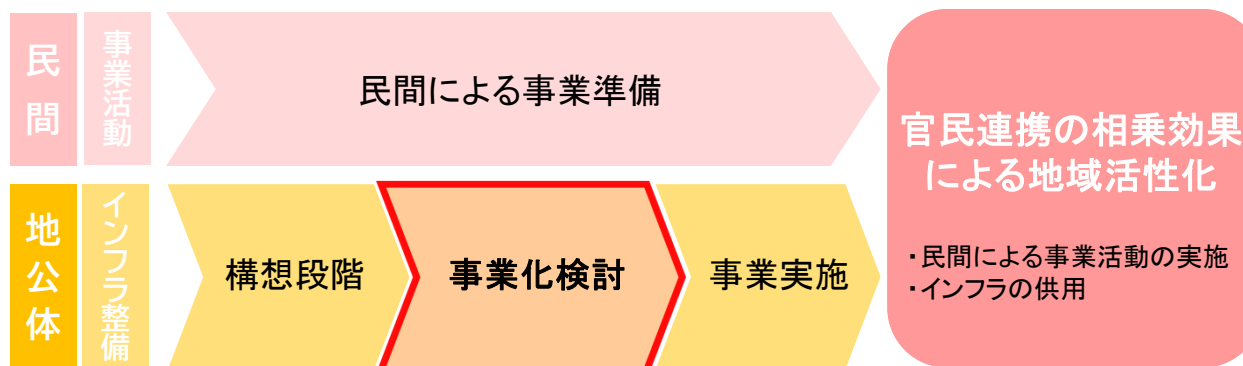 民間
事業活動
民間による事業準備
地公体
インフラ整備
構想段階
事業化検討
事業実施
官民連携の相乗効果
による地域活性化
・民間による事業活動の実施
・インフラの供用